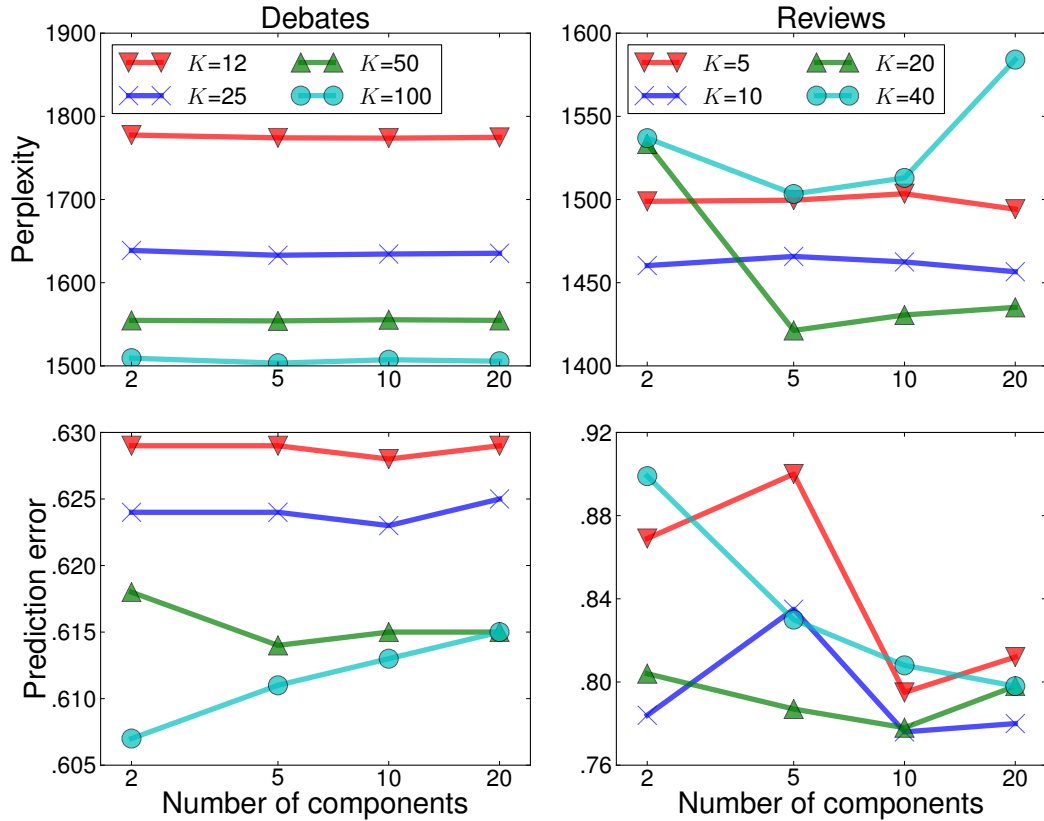 Debates
Reviews
Perplexity
1900
1800
1700
1600
1500
K=12
K=50
K=25
K=100
2
5
10
20
1600
1550
1500
1450
1400
K=5
K=20
K=10
K=40
2
5
10
20
Prediction error
.630
.625
.620
.615
.610
.605
2
5
10
20
Number of components
.92
.88
.84
.80
.76
2
5
10
20
Number of components